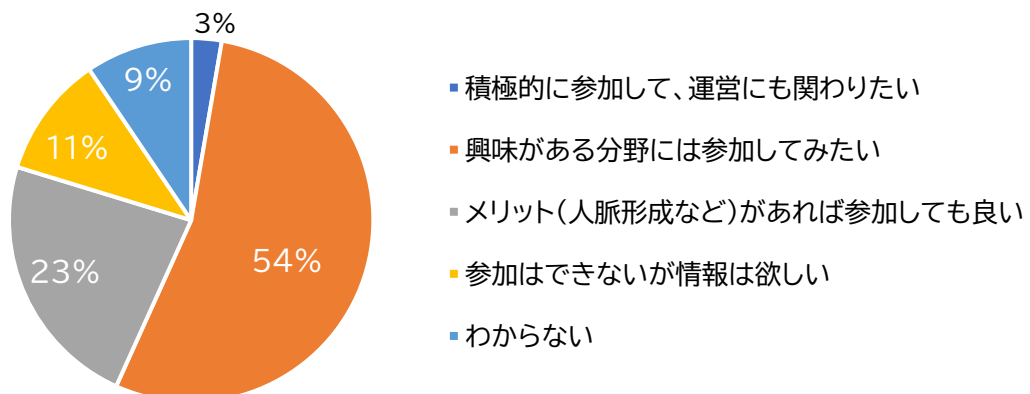 3%
9%
11%
23%
54%
積極的に参加して、運営にも関わりたい
興味がある分野には参加してみたい
メリット(人脈形成など)があれば参加しても良い
参加はできないが情報は欲しい
わからない